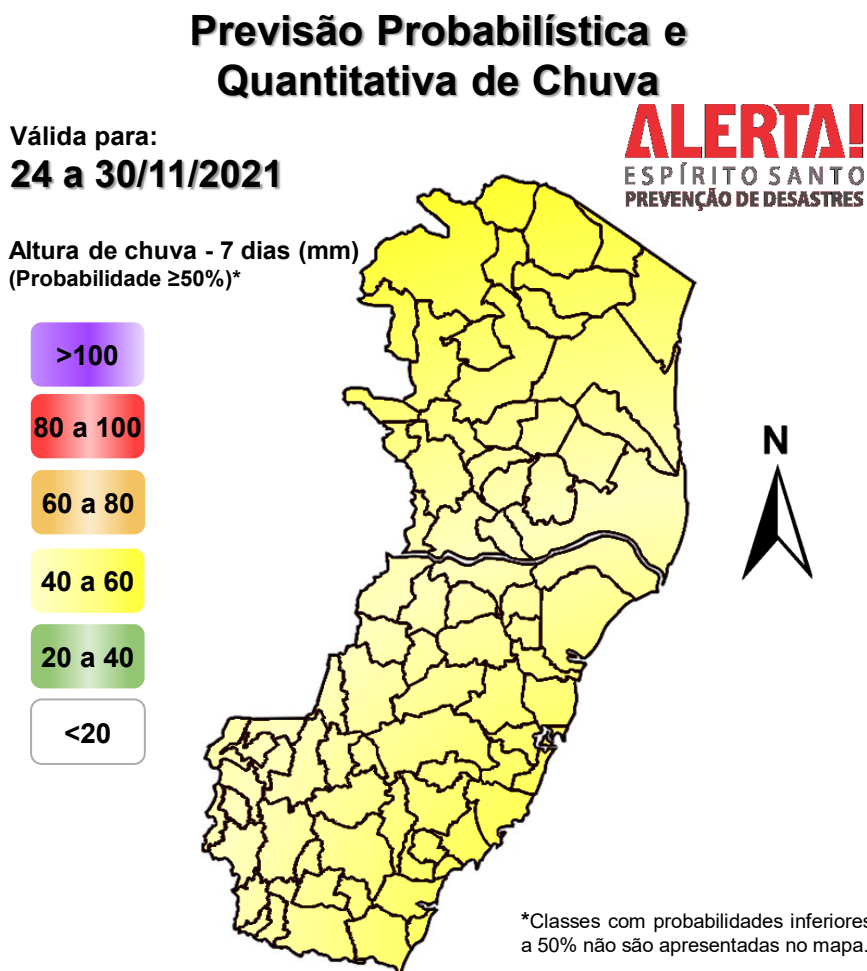 Previsão Probabilística e
Quantitativa de Chuva
Válida para:
24 a 30/11/2021
ALERTA!
ESPÍRITO SANTO
PREVENÇÃO DE DESASTRES
Altura de chuva - 7 dias (mm)
(Probabilidade ≥50%)*
>100
80 a 100
60 a 80
40 a 60
20 a 40
<20
N
*Classes com probabilidades inferiores
a 50% não são apresentadas no mapa.